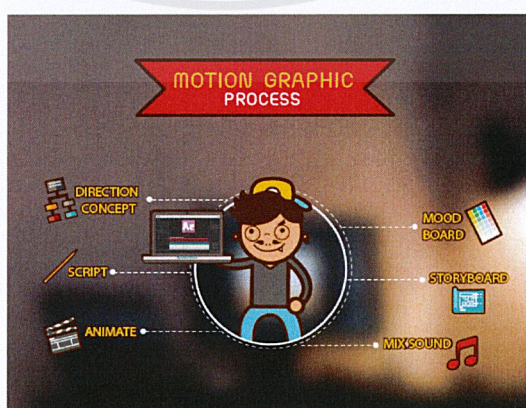 MOTION GRAPHIC
PROCESS
DIRECTION
CONCEPT
Ae
SCRIPT
ANIMATE
MOOD
BOARD
STORYBOARD
MIX SOUND